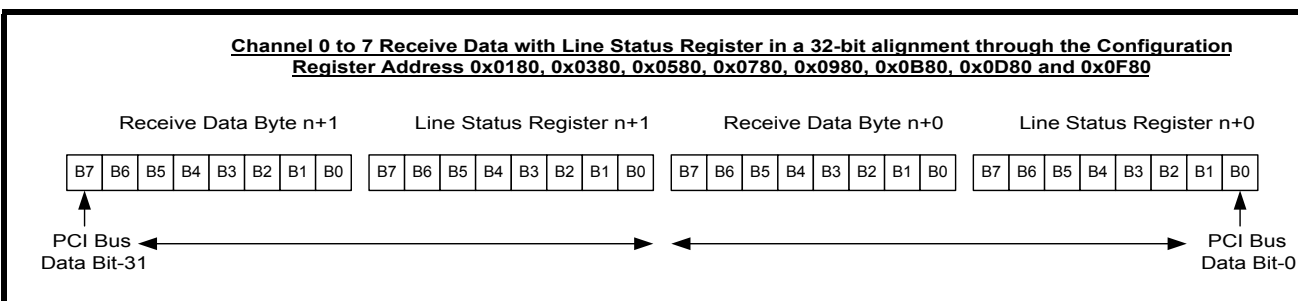 Channel 0 to 7 Receive Data with Line Status Register in a 32-bit alignment through the Configuration
Register Address 0x0180, 0x0380, 0x0580, 0x0780, 0x0980, 0x0B80, 0x0D80 and 0x0F80
Receive Data Byte n+1 Line Status Register n+1 Receive Data Byte n+0 Line Status Register n+0
B7 B6 B5 B4 B3 B2 B1 B0 B7 B6 B5 B4 B3 B2 B1 B0 B7 B6 B5 B4 B3 B2 B1 B0 B7 B6 B5 B4 B3 B2 B1 B0
PCI Bus
Data Bit-31
PCI Bus
Data Bit-0